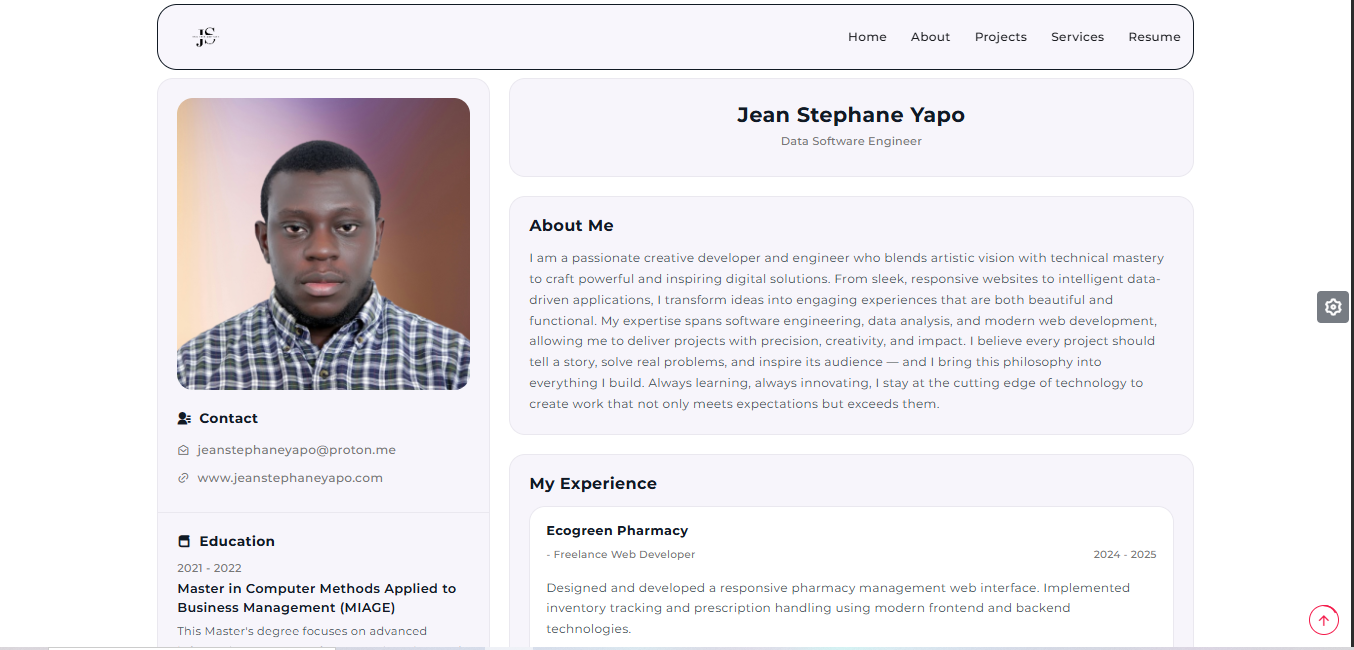 JS
Home About Projects Services Resume
Jean Stephane Yapo
Data Software Engineer
About Me
I am a passionate creative developer and engineer who blends artistic vision with technical mastery
to craft powerful and inspiring digital solutions. From sleek, responsive websites to intelligent data-
driven applications, I transform ideas into engaging experiences that are both beautiful and
functional. My expertise spans software engineering, data analysis, and modern web development,
allowing me to deliver projects with precision, creativity, and impact. I believe every project should
tell a story, solve real problems, and inspire its audience — and I bring this philosophy into
everything I build. Always learning, always innovating, I stay at the cutting edge of technology to
create work that not only meets expectations but exceeds them.
Contact
jeanstephaneyapo@proton.me
www.jeanstephaneyapo.com
Education
2021 - 2022
Master in Computer Methods Applied to
Business Management (MIAGE)
This Master's degree focuses on advanced
My Experience
Ecogreen Pharmacy
- Freelance Web Developer 2024 - 2025
Designed and developed a responsive pharmacy management web interface. Implemented
inventory tracking and prescription handling using modern frontend and backend
technologies.